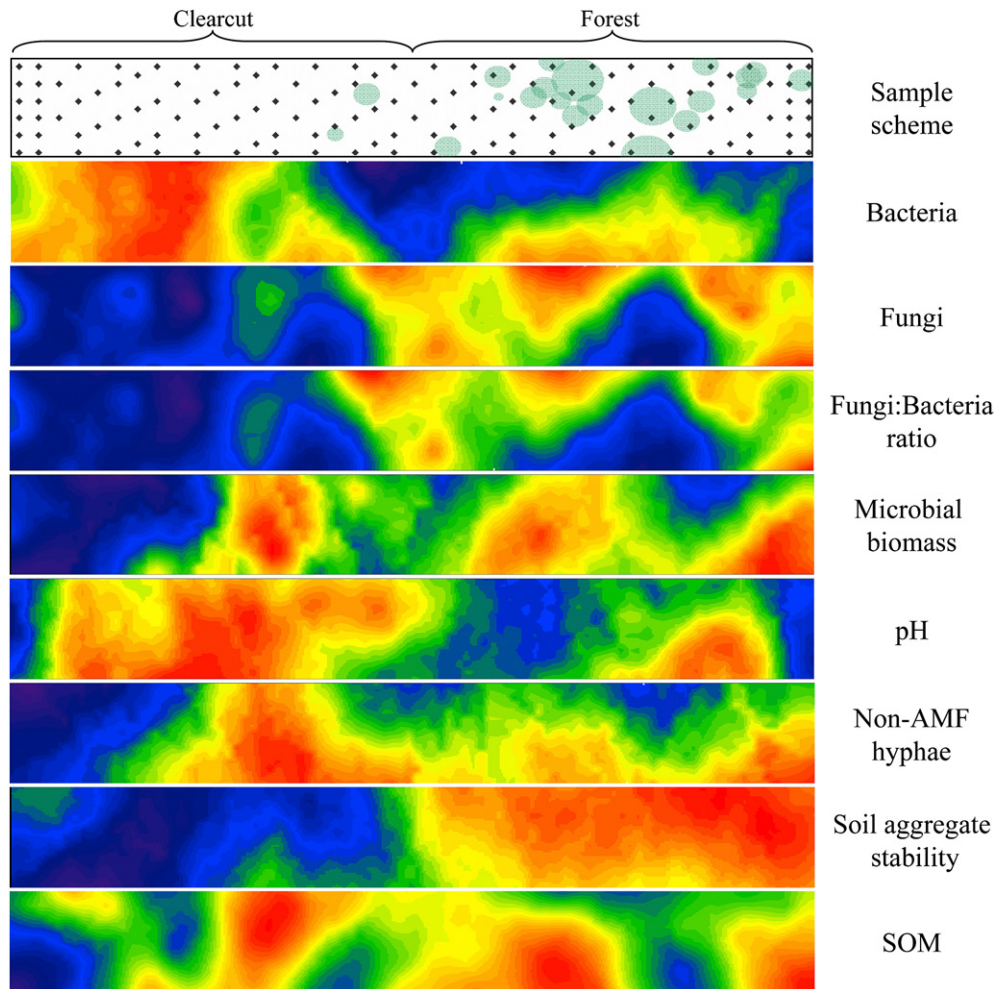 Clearcut
Forest
Sample
scheme
Bacteria
Fungi
Fungi:Bacteria
ratio
Microbial
biomass
pH
Non-AMF
hyphae
Soil aggregate
stability
SOM